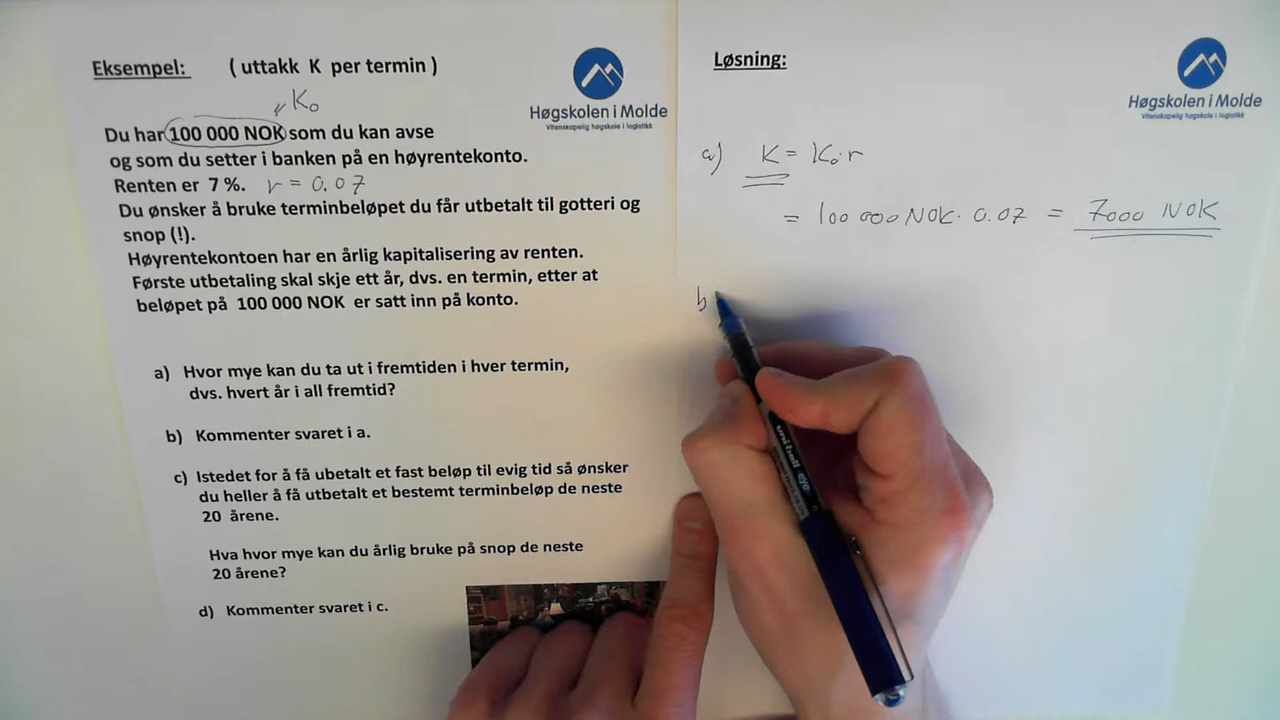 Eksempel: ( uttakk K per termin )
K₀
Høgskolen i Molde
Vitenskapelig høgskole i logistikk
Du har 100 000 NOK som du kan avse
og som du setter i banken på en høyrentekonto.
Renten er 7 %. r = 0.07
Du ønsker å bruke terminbeløpet du får utbetalt til gotteri og
snop (!).
Høyrentekontoen har en årlig kapitalisering av renten.
Første utbetaling skal skje ett år, dvs. en termin, etter at
beløpet på 100 000 NOK er satt inn på konto.
a) Hvor mye kan du ta ut i fremtiden i hver termin,
dvs. hvert år i all fremtid?
b) Kommenter svaret i a.
c) Istedet for å få ubetalt et fast beløp til evig tid så ønsker
du heller å få utbetalt et bestemt terminbeløp de neste
20 årene.
Hva hvor mye kan du årlig bruke på snop de neste
20 årene?
d) Kommenter svaret i c.
Løsning:
Høgskolen i Molde
Vitenskapelig høgskole i logistikk
a) K = K₀·r
= 100 000 NOK · 0.07 = 7000 NOK
b
uni-ball eye